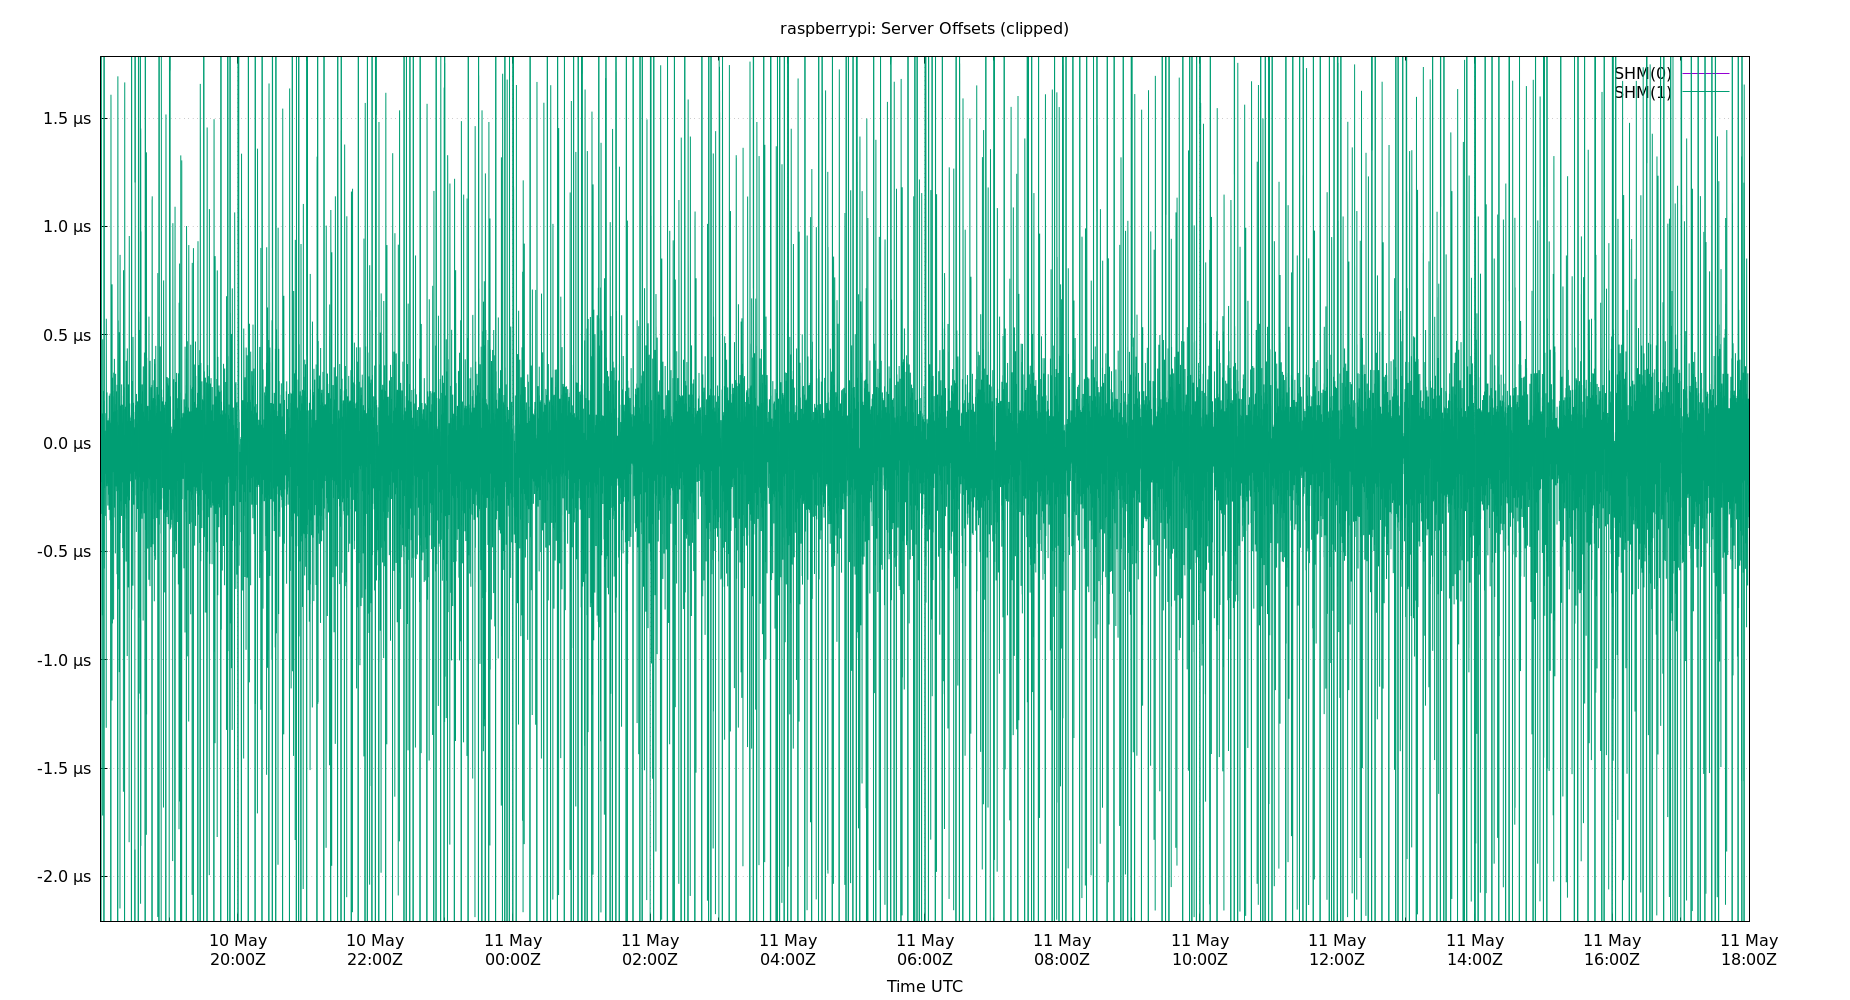 raspberrypi: Server Offsets (clipped)
SHM(0)
SHM(1)
1.5 µs
1.0 µs
0.5 µs
0.0 µs
-0.5 µs
-1.0 µs
-1.5 µs
-2.0 µs
10 May 10 May 11 May 11 May 11 May 11 May 11 May 11 May 11 May 11 May 11 May 11 May
20:00Z 22:00Z 00:00Z 02:00Z 04:00Z 06:00Z 08:00Z 10:00Z 12:00Z 14:00Z 16:00Z 18:00Z
Time UTC